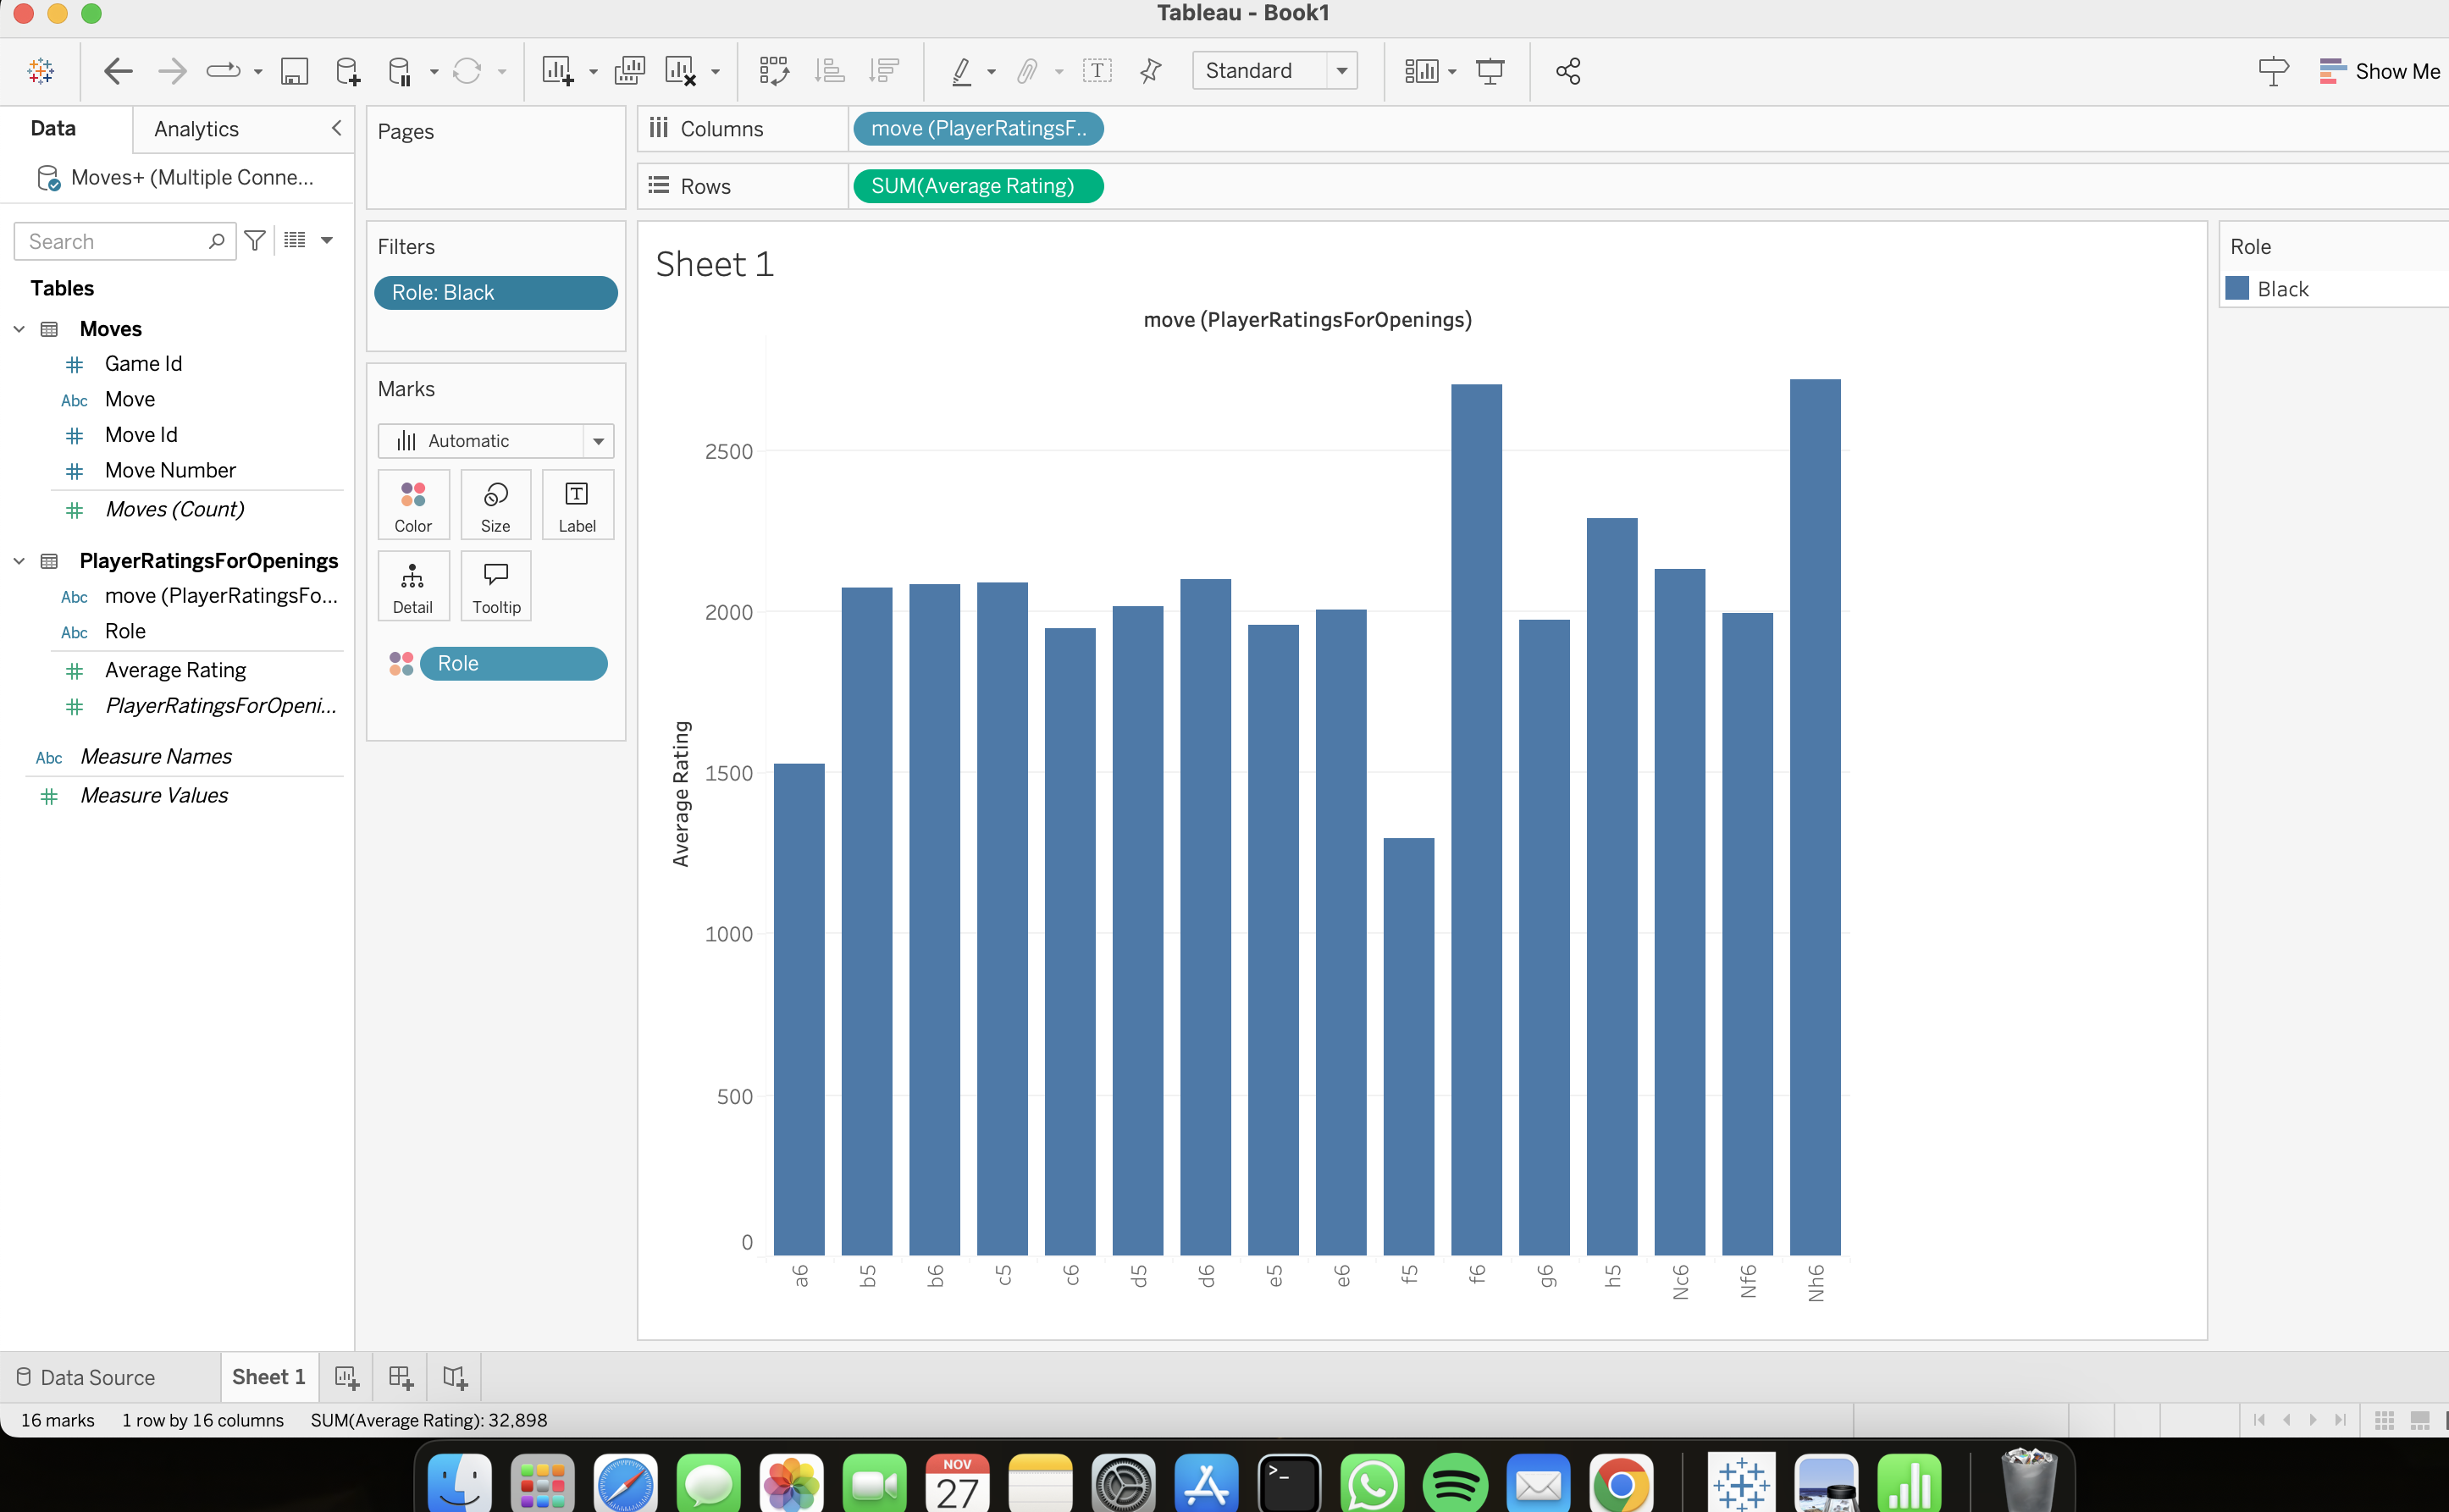 Tableau - Book1
Standard
Show Me
Data
Analytics
Moves+ (Multiple Conne...
Search
Tables
Moves
Game Id
Abc Move
Move Id
Move Number
Moves (Count)
PlayerRatingsForOpenings
Abc move (PlayerRatingsFo...
Abc Role
Average Rating
PlayerRatingsForOpeni...
Abc Measure Names
Measure Values
Pages
Filters
Role: Black
Marks
Automatic
Color Size Label
Detail Tooltip
Role
Columns move (PlayerRatingsF..
Rows SUM(Average Rating)
Sheet 1
move (PlayerRatingsForOpenings)
Average Rating
2500
2000
1500
1000
500
0
a6 b5 b6 c5 c6 d5 d6 e5 e6 f5 f6 g6 h5 Nc6 Nf6 Nh6
Role
Black
Data Source Sheet 1
16 marks 1 row by 16 columns SUM(Average Rating): 32,898
NOV
27